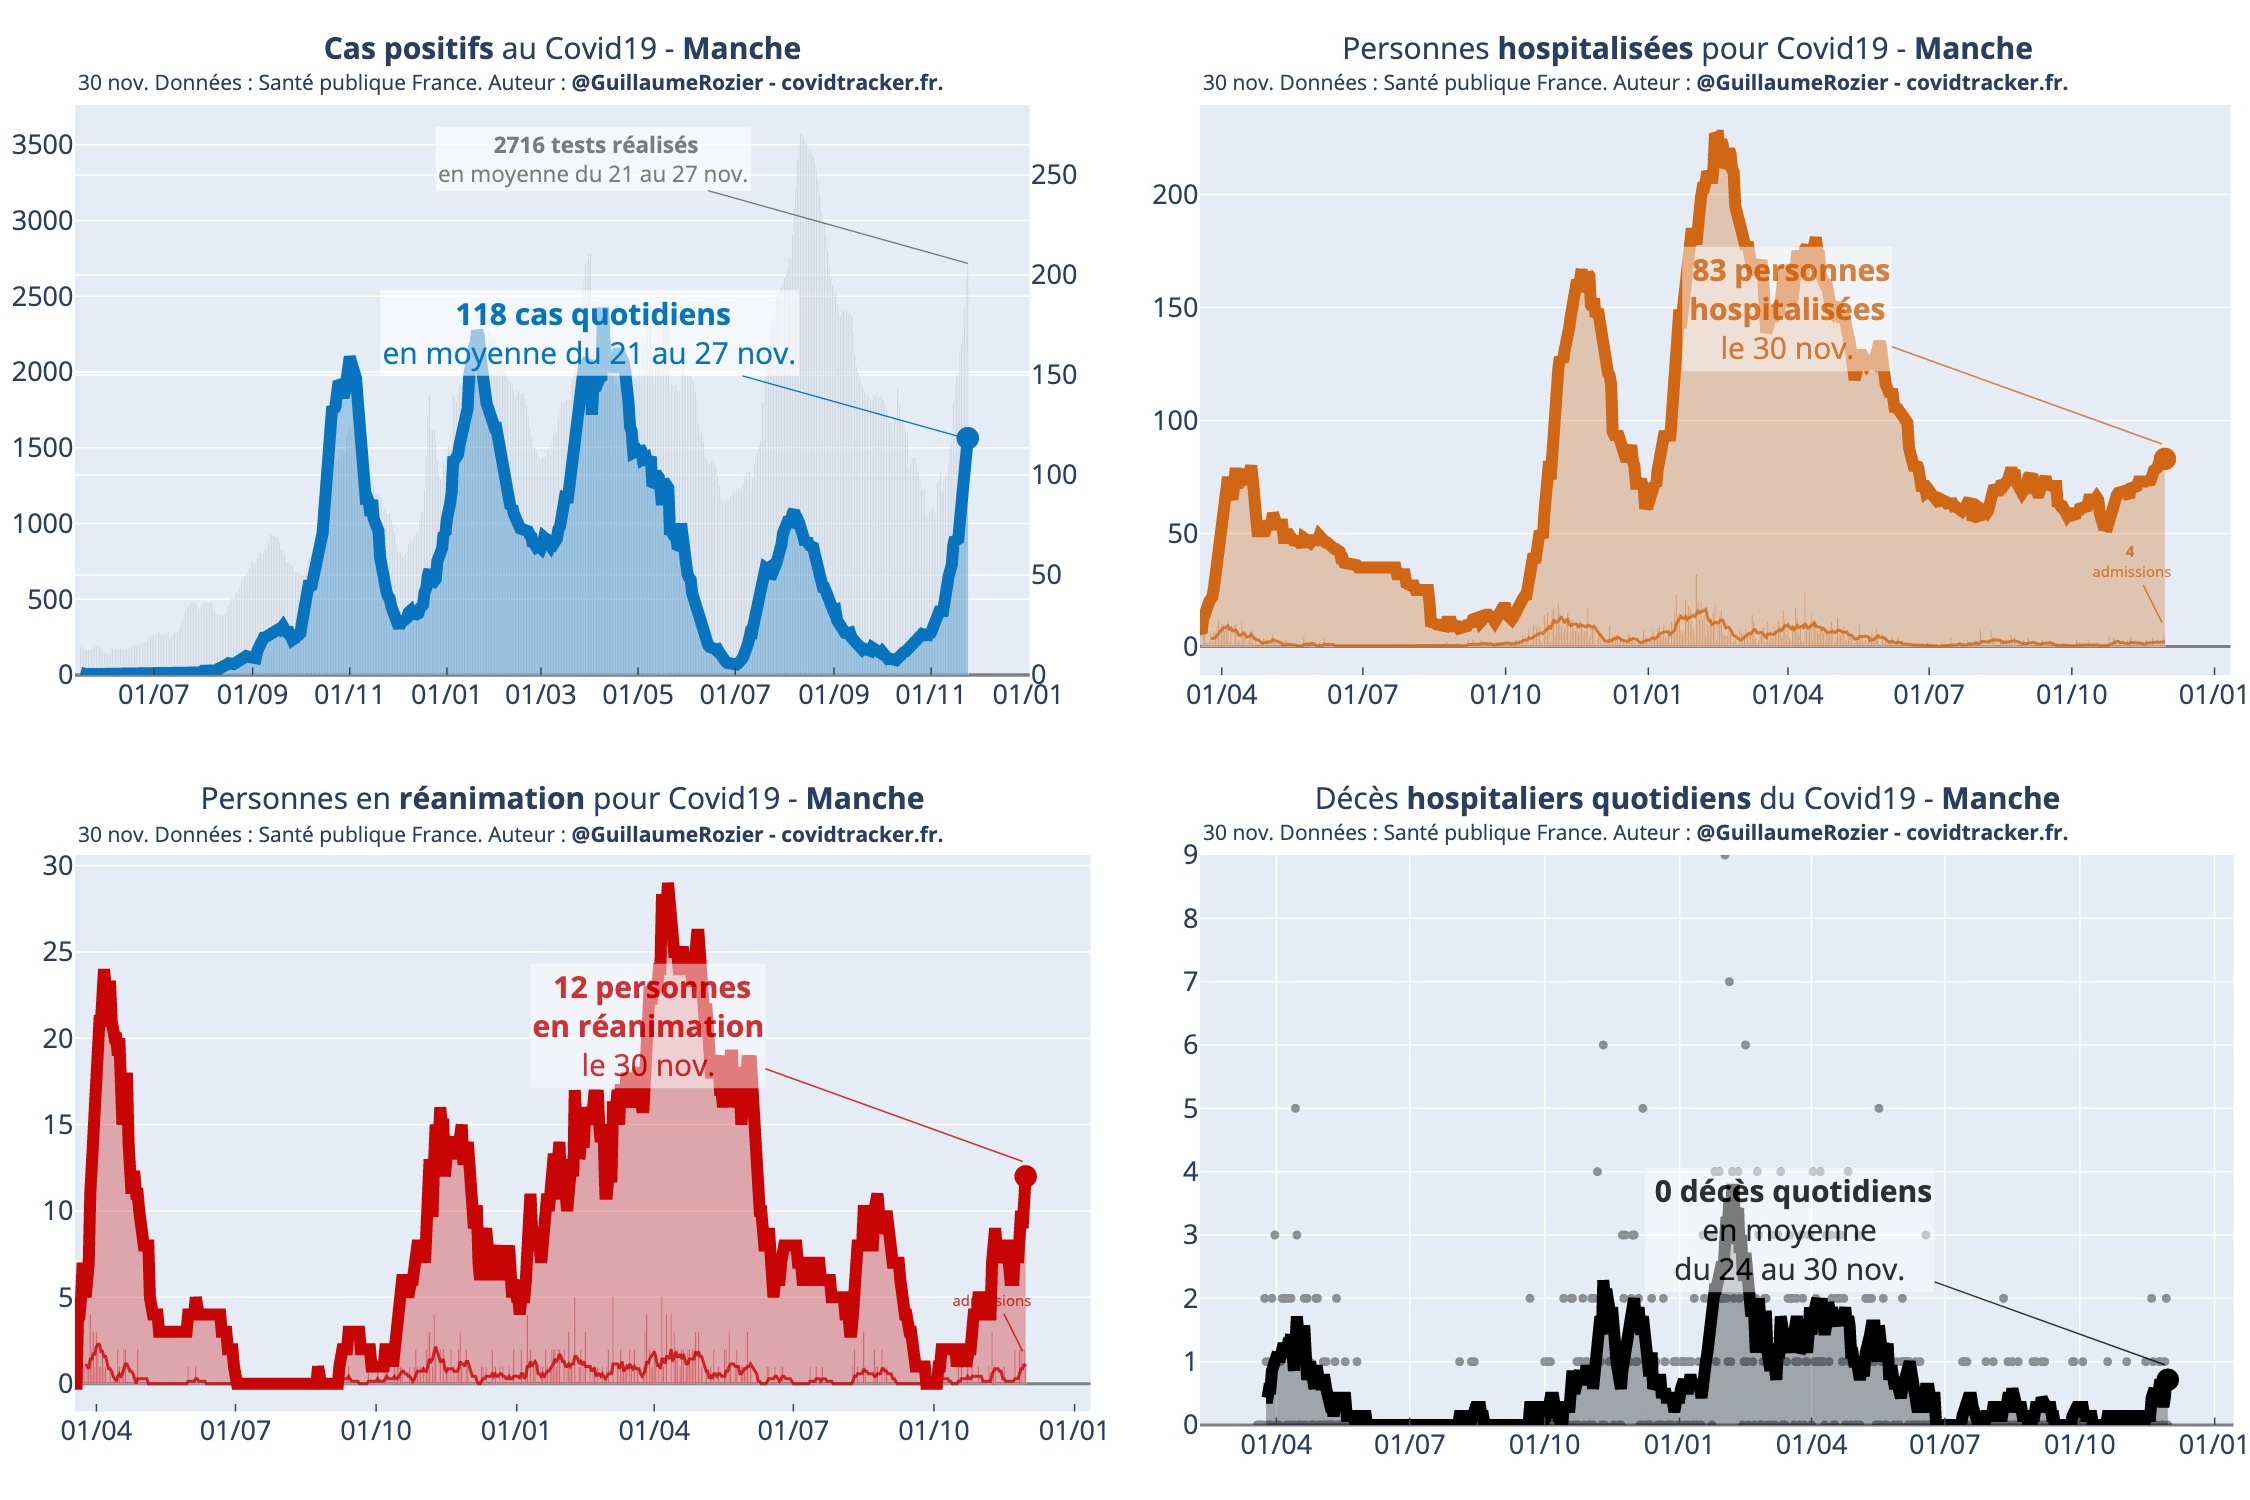 Cas positifs au Covid19 - Manche
30 nov. Données : Santé publique France. Auteur : @GuillaumeRozier - covidtracker.fr.
3500
3000
2500
2000
1500
1000
500
0
250
200
150
100
50
0
2716 tests réalisés
en moyenne du 21 au 27 nov.
118 cas quotidiens
en moyenne du 21 au 27 nov.
01/07 01/09 01/11 01/01 01/03 01/05 01/07 01/09 01/11 01/01
Personnes hospitalisées pour Covid19 - Manche
30 nov. Données : Santé publique France. Auteur : @GuillaumeRozier - covidtracker.fr.
200
150
100
50
0
83 personnes
hospitalisées
le 30 nov.
4
admissions
01/04 01/07 01/10 01/01 01/04 01/07 01/10 01/01
Personnes en réanimation pour Covid19 - Manche
30 nov. Données : Santé publique France. Auteur : @GuillaumeRozier - covidtracker.fr.
30
25
20
15
10
5
0
12 personnes
en réanimation
le 30 nov.
admissions
01/04 01/07 01/10 01/01 01/04 01/07 01/10 01/01
Décès hospitaliers quotidiens du Covid19 - Manche
30 nov. Données : Santé publique France. Auteur : @GuillaumeRozier - covidtracker.fr.
9
8
7
6
5
4
3
2
1
0
0 décès quotidiens
en moyenne
du 24 au 30 nov.
01/04 01/07 01/10 01/01 01/04 01/07 01/10 01/01